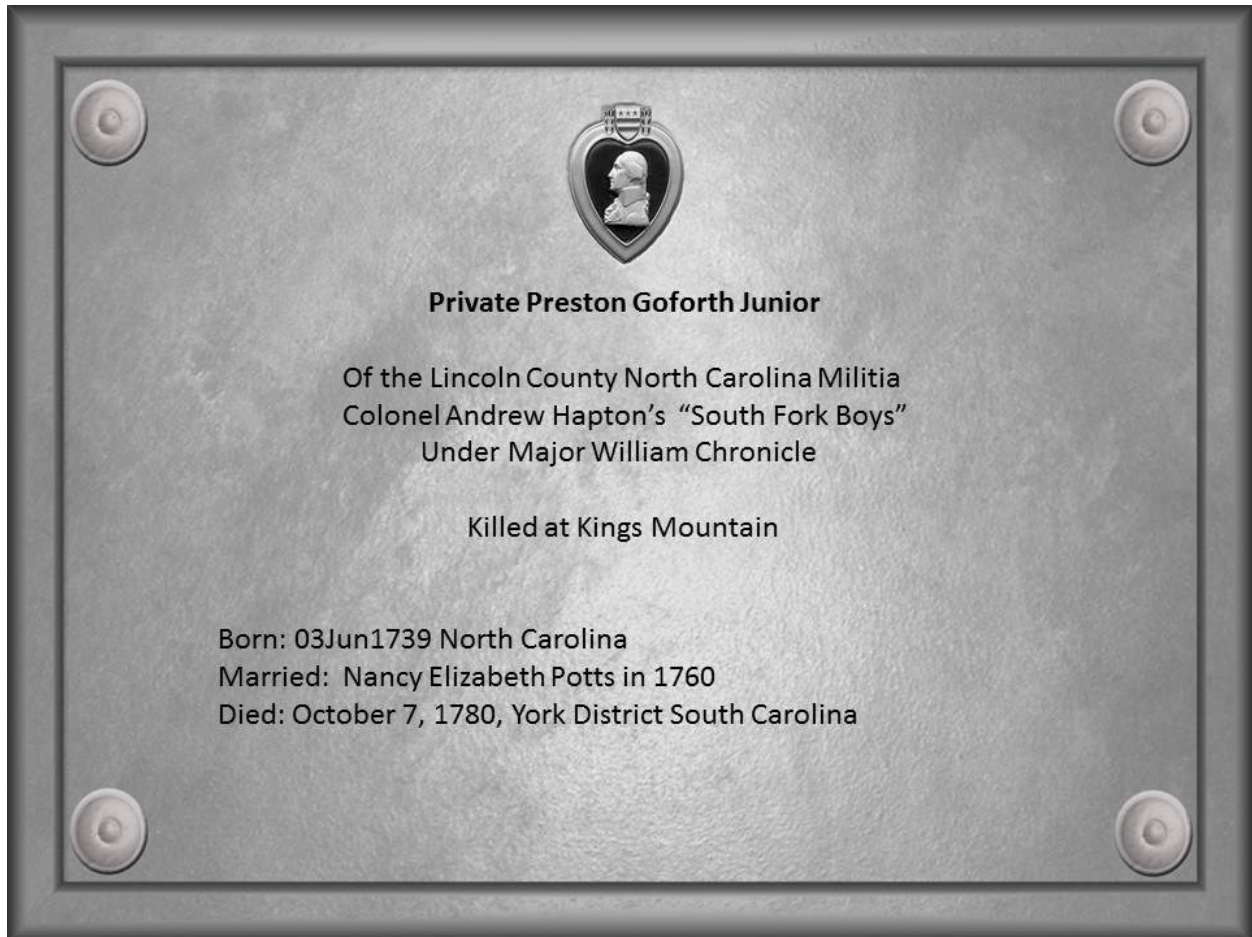 Private Preston Goforth Junior
Of the Lincoln County North Carolina Militia
Colonel Andrew Hapton's "South Fork Boys"
Under Major William Chronicle
Killed at Kings Mountain
Born: 03Jun1739 North Carolina
Married: Nancy Elizabeth Potts in 1760
Died: October 7, 1780, York District South Carolina